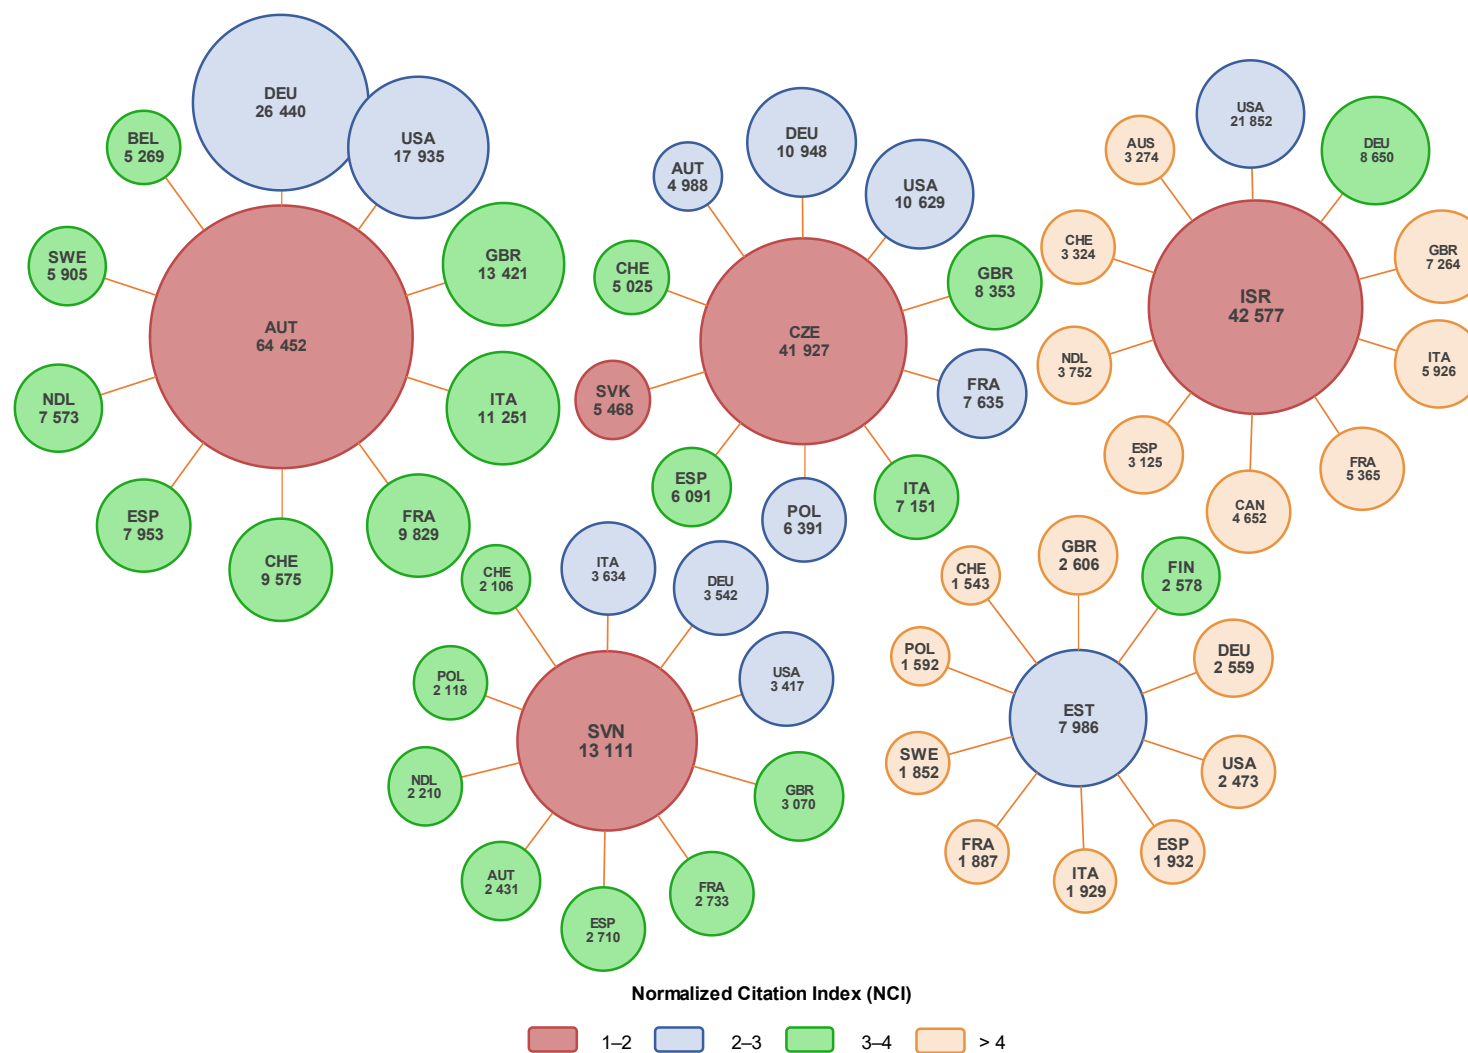 DEU
26 440
USA
17 935
BEL
5 269
SWE
5 905
GBR
13 421
AUT
64 452
NDL
7 573
ITA
11 251
ESP
7 953
CHE
9 575
FRA
9 829
DEU
10 948
AUT
4 988
USA
10 629
CHE
5 025
GBR
8 353
CZE
41 927
SVK
5 468
FRA
7 635
ESP
6 091
POL
6 391
ITA
7 151
USA
21 852
AUS
3 274
DEU
8 650
CHE
3 324
GBR
7 264
ISR
42 577
NDL
3 752
ITA
5 926
ESP
3 125
CAN
4 652
FRA
5 365
CHE
2 106
ITA
3 634
DEU
3 542
POL
2 118
USA
3 417
SVN
13 111
NDL
2 210
GBR
3 070
AUT
2 431
ESP
2 710
FRA
2 733
CHE
1 543
GBR
2 606
FIN
2 578
POL
1 592
DEU
2 559
EST
7 986
SWE
1 852
USA
2 473
FRA
1 887
ITA
1 929
ESP
1 932
Normalized Citation Index (NCI)
1–2 2–3 3–4 > 4